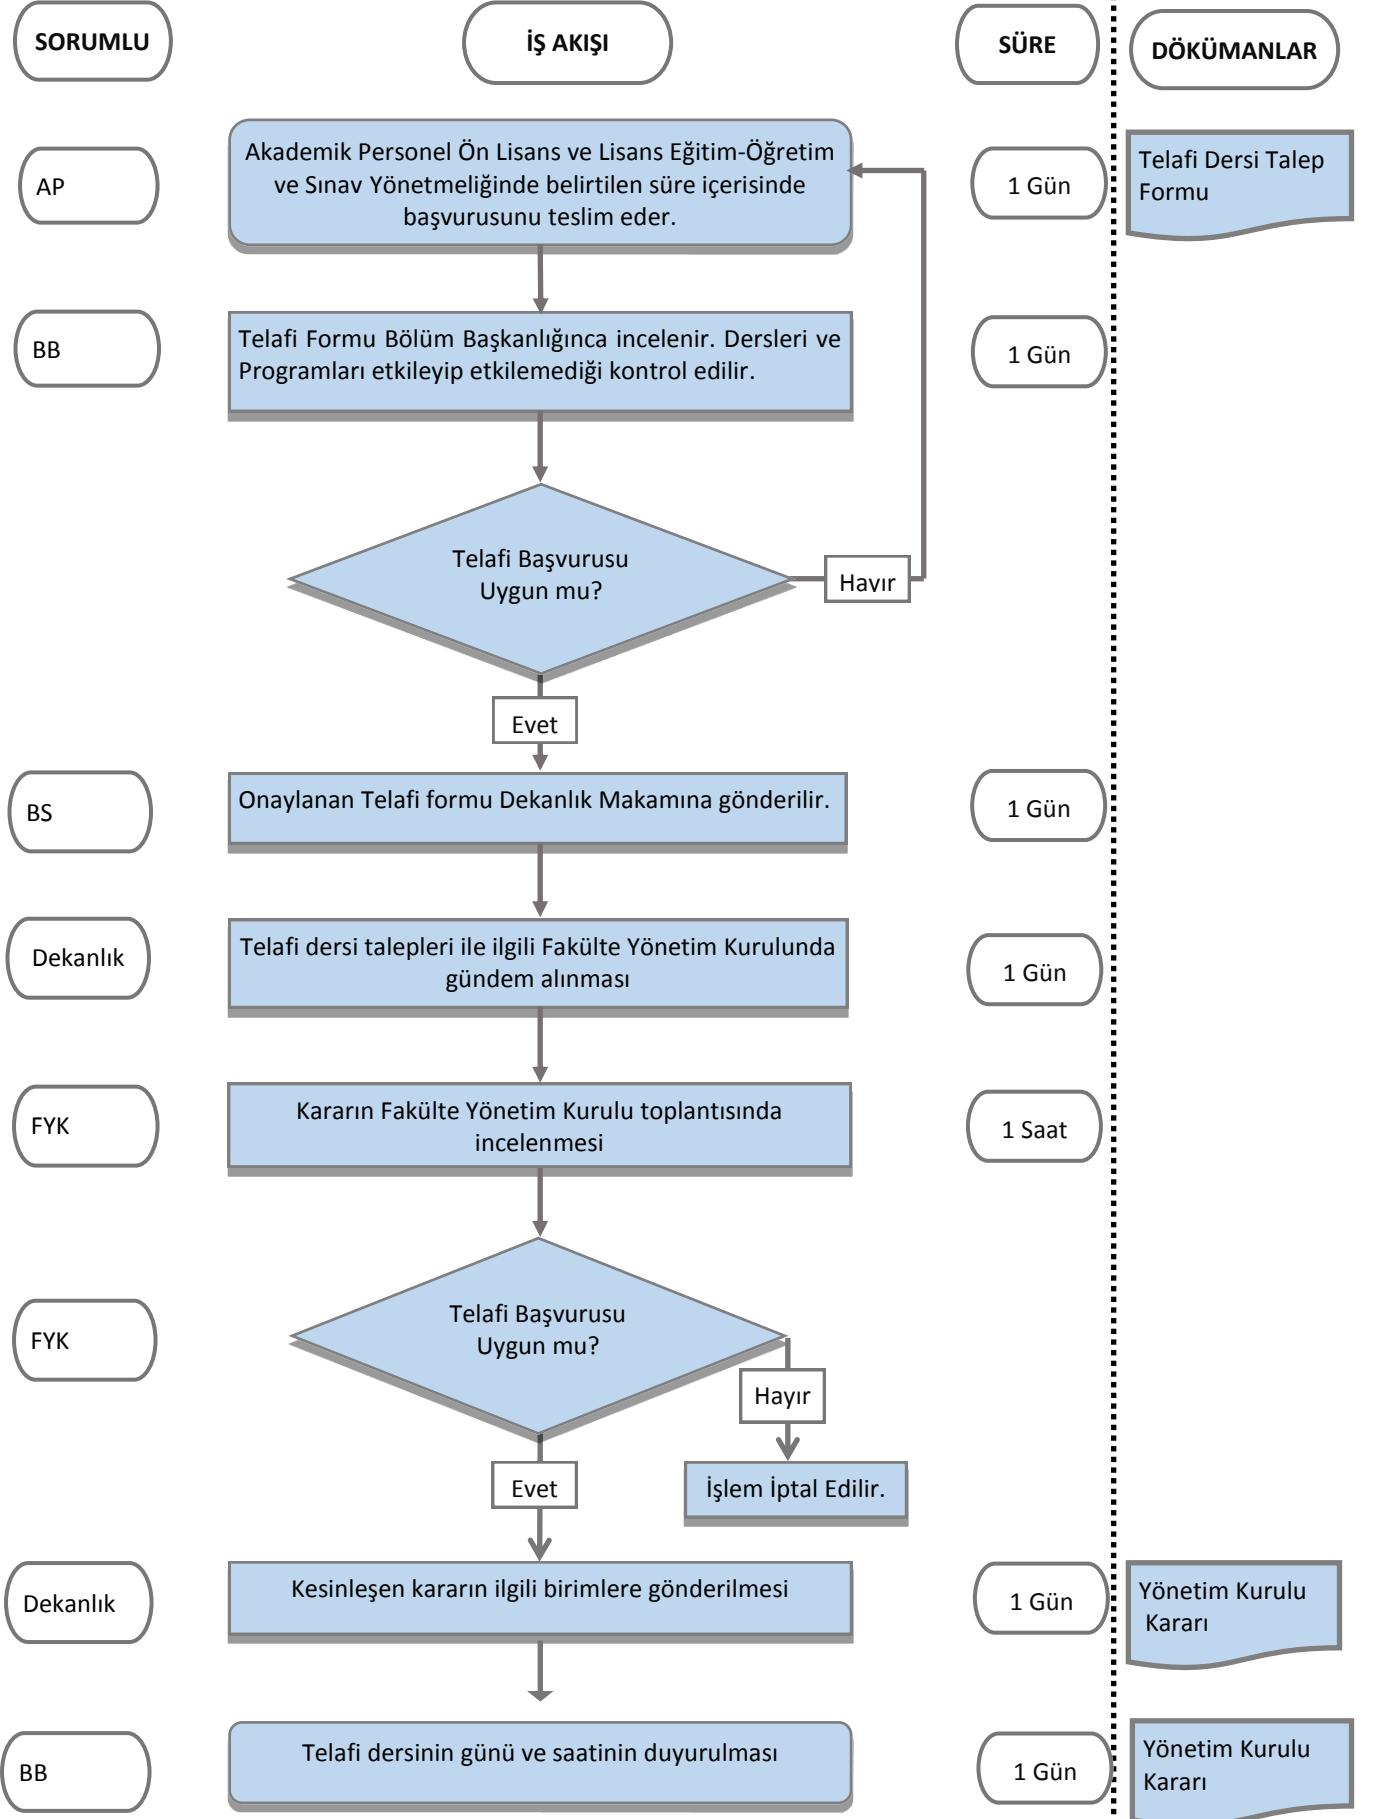 SORUMLU
İŞ AKIŞI
SÜRE
DÖKÜMANLAR
AP
Akademik Personel Ön Lisans ve Lisans Eğitim-Öğretim
ve Sınav Yönetmeliğinde belirtilen süre içerisinde
başvurusunu teslim eder.
1 Gün
Telafi Dersi Talep
Formu
BB
Telafi Formu Bölüm Başkanlığınca incelenir. Dersleri ve
Programları etkileyip etkilemediği kontrol edilir.
1 Gün
Telafi Başvurusu
Uygun mu?
Hayır
Evet
BS
Onaylanan Telafi formu Dekanlık Makamına gönderilir.
1 Gün
Dekanlık
Telafi dersi talepleri ile ilgili Fakülte Yönetim Kurulunda
gündem alınması
1 Gün
FYK
Kararın Fakülte Yönetim Kurulu toplantısında
incelenmesi
1 Saat
FYK
Telafi Başvurusu
Uygun mu?
Hayır
Evet
İşlem İptal Edilir.
Dekanlık
Kesinleşen kararın ilgili birimlere gönderilmesi
1 Gün
Yönetim Kurulu
Kararı
BB
Telafi dersinin günü ve saatinin duyurulması
1 Gün
Yönetim Kurulu
Kararı